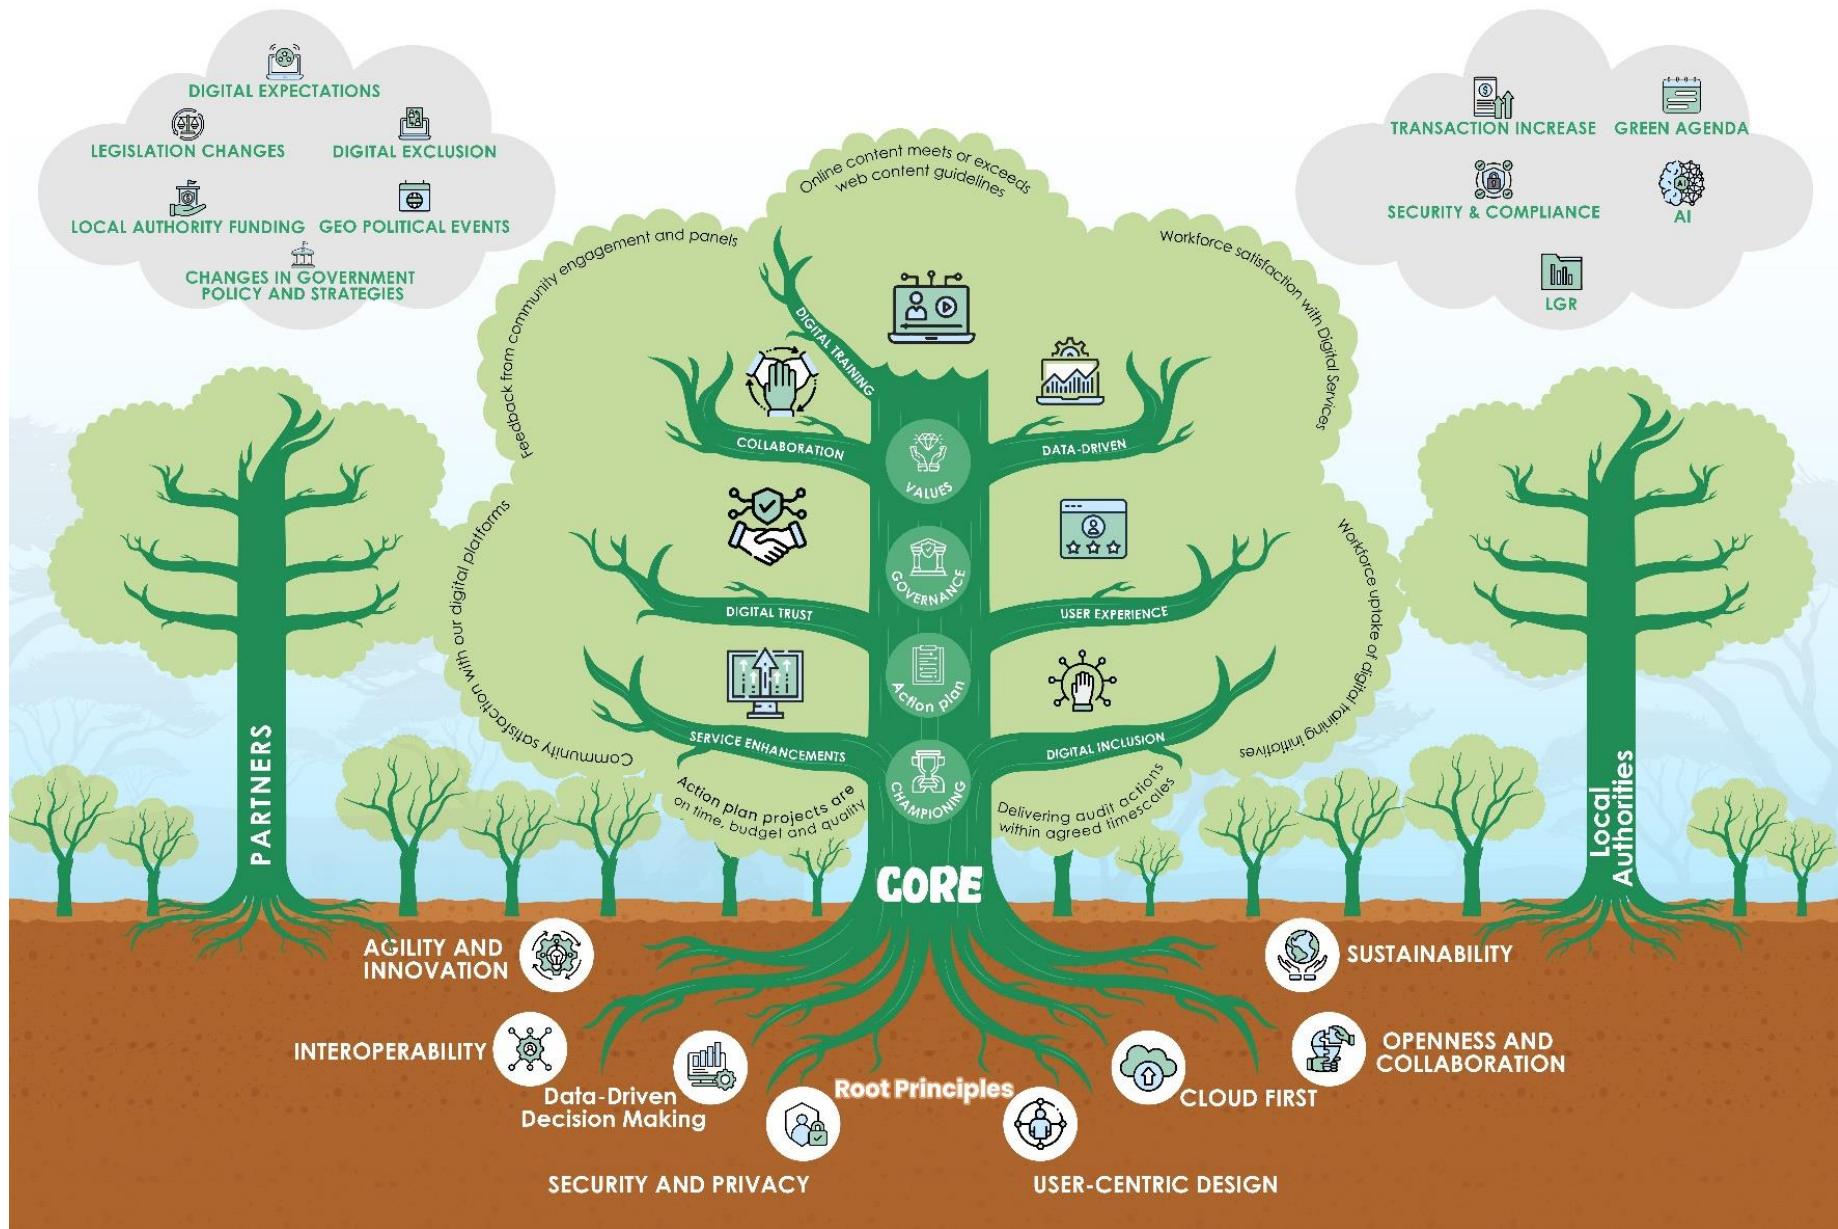 DIGITAL EXPECTATIONS
LEGISLATION CHANGES
DIGITAL EXCLUSION
LOCAL AUTHORITY FUNDING
GEO POLITICAL EVENTS
CHANGES IN GOVERNMENT
POLICY AND STRATEGIES
TRANSACTION INCREASE
GREEN AGENDA
SECURITY & COMPLIANCE
AI
AI
LGR
Online content meets or exceeds
web content guidelines
Feedback from community engagement and panels
Workforce satisfaction with Digital Services
Community satisfaction with our digital platforms
Workforce uptake of digital training initiatives
Action plan projects are
on time, budget and quality
Delivering audit actions
within agreed timescales
DIGITAL TRAINING
COLLABORATION
DATA-DRIVEN
DIGITAL TRUST
USER EXPERIENCE
SERVICE ENHANCEMENTS
DIGITAL INCLUSION
VALUES
GOVERNANCE
Action plan
CHAMPIONING
CORE
PARTNERS
Local
Authorities
AGILITY AND
INNOVATION
SUSTAINABILITY
INTEROPERABILITY
OPENNESS AND
COLLABORATION
Data-Driven
Decision Making
Root Principles
CLOUD FIRST
SECURITY AND PRIVACY
USER-CENTRIC DESIGN